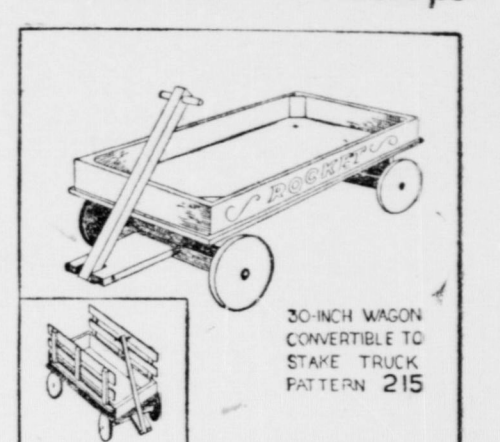 ROCKET
30-INCH WAGON
CONVERTIBLE TO
STAKE TRUCK
PATTERN 215